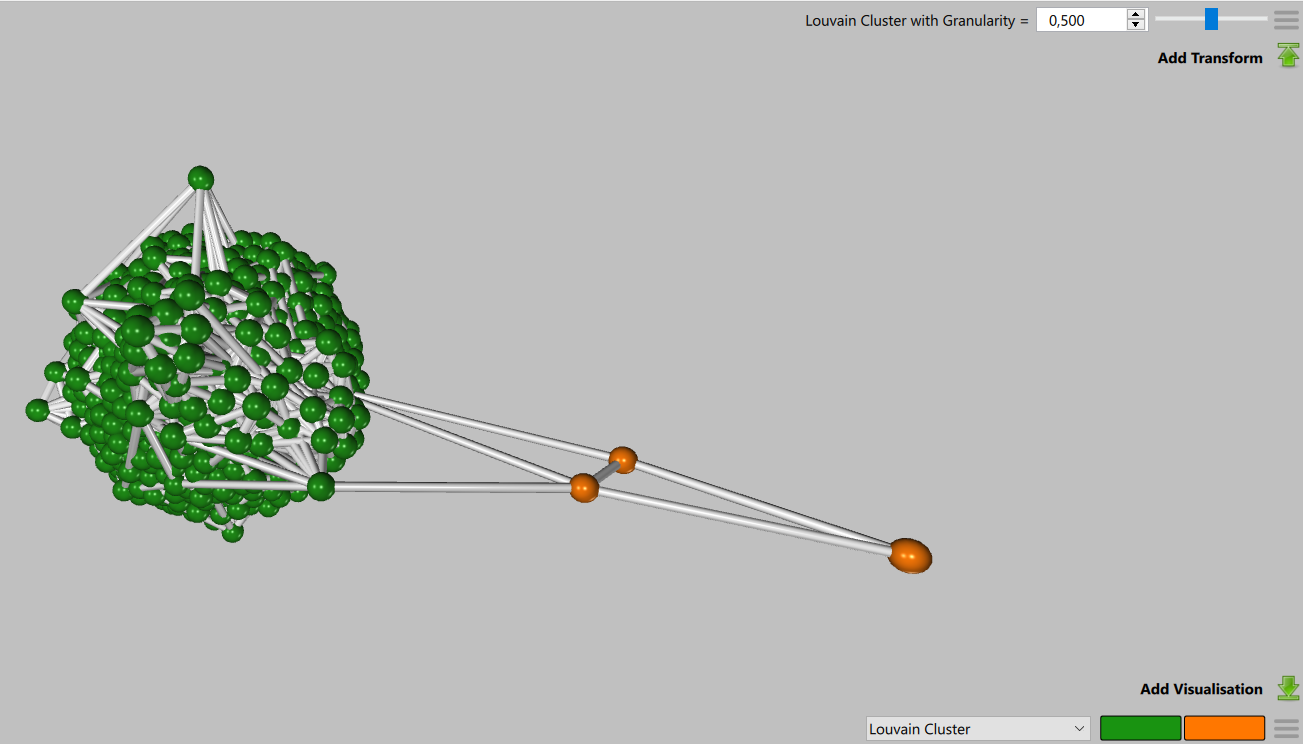 Louvain Cluster with Granularity = 0,500
Add Transform
Add Visualisation
Louvain Cluster